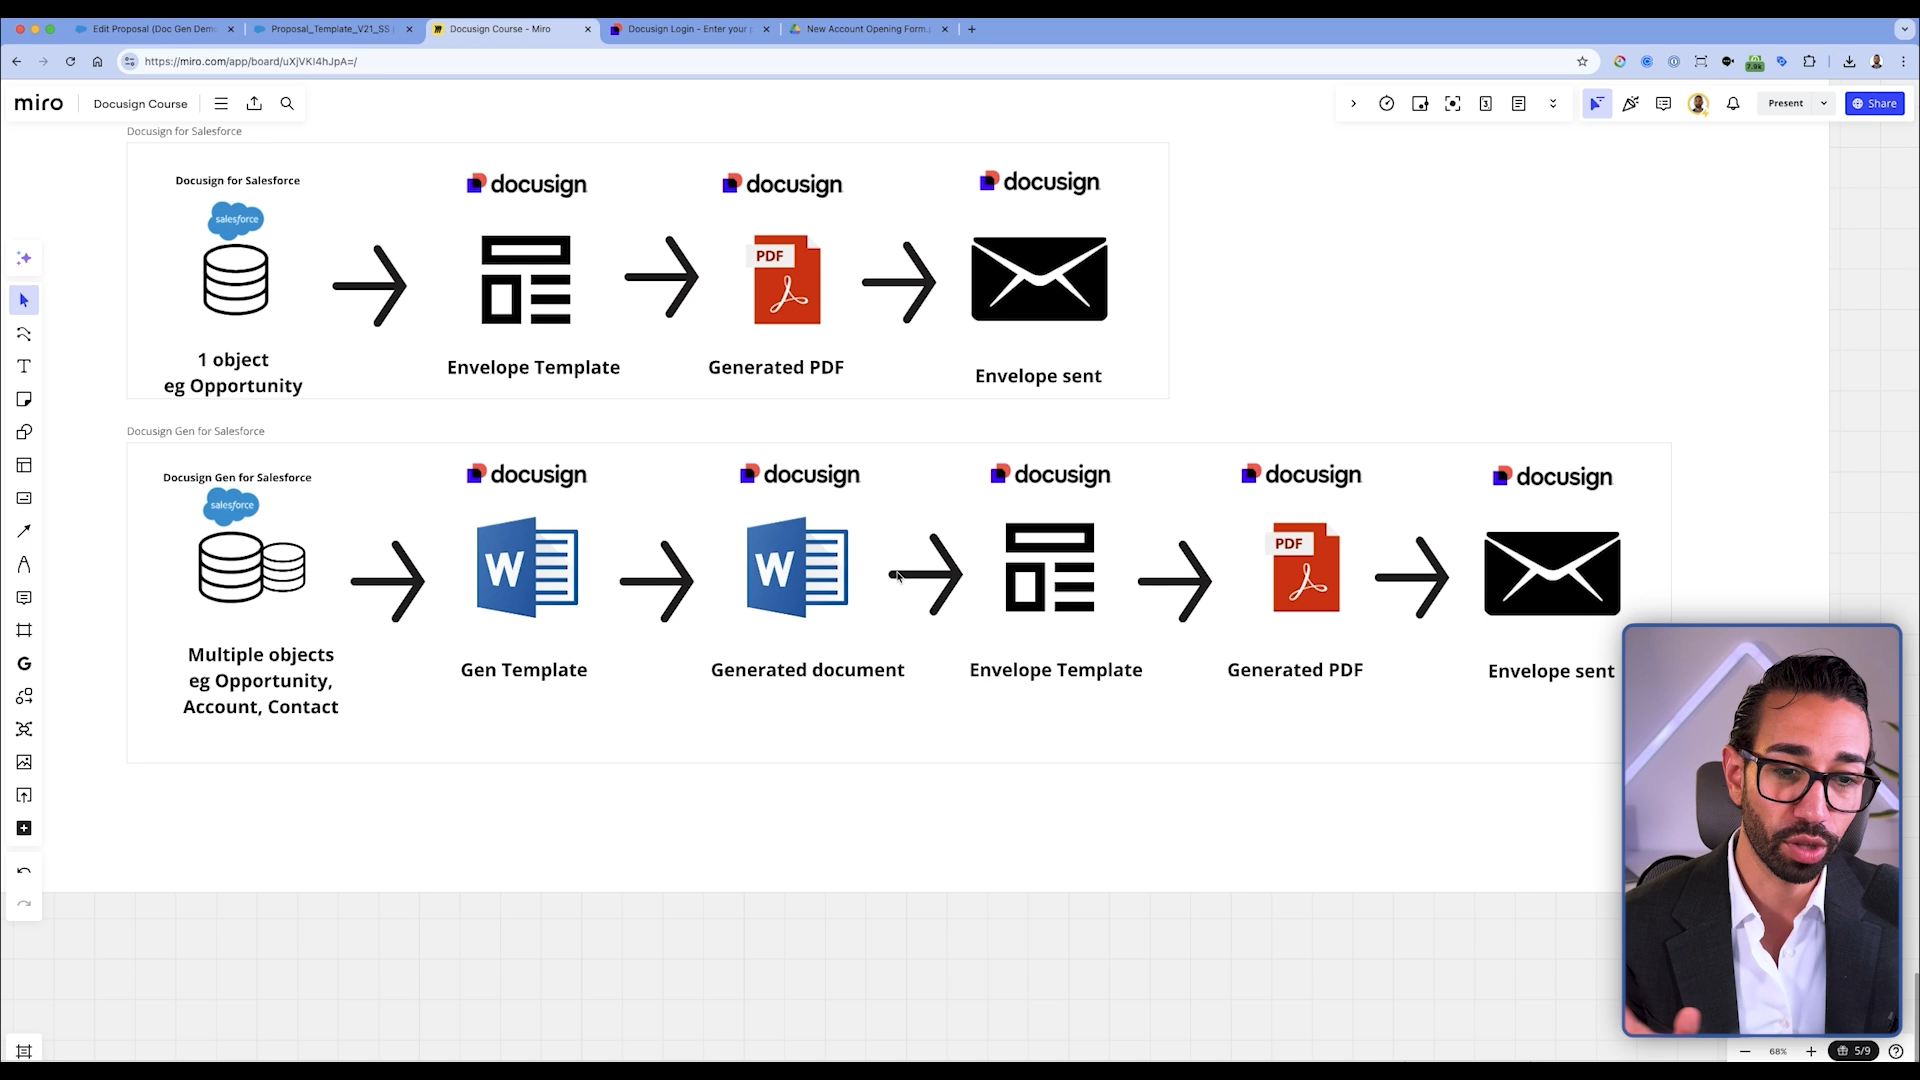 Edit Proposal (Doc Gen Dem
Proposal_Template_V21_SS
Docusign Course - Miro
Docusign Login - Enter your
New Account Opening Form.
https://miro.com/app/board/uXjVKl4hJpA=/
7.9k
miro
Docusign Course
3
Present
Share
Docusign for Salesforce
Docusign for Salesforce
salesforce
docusign
docusign
docusign
PDF
1 object
eg Opportunity
Envelope Template
Generated PDF
Envelope sent
Docusign Gen for Salesforce
Docusign Gen for Salesforce
salesforce
docusign
docusign
docusign
docusign
docusign
W
W
PDF
Multiple objects
eg Opportunity,
Account, Contact
Gen Template
Generated document
Envelope Template
Generated PDF
Envelope sent
68%
5/9